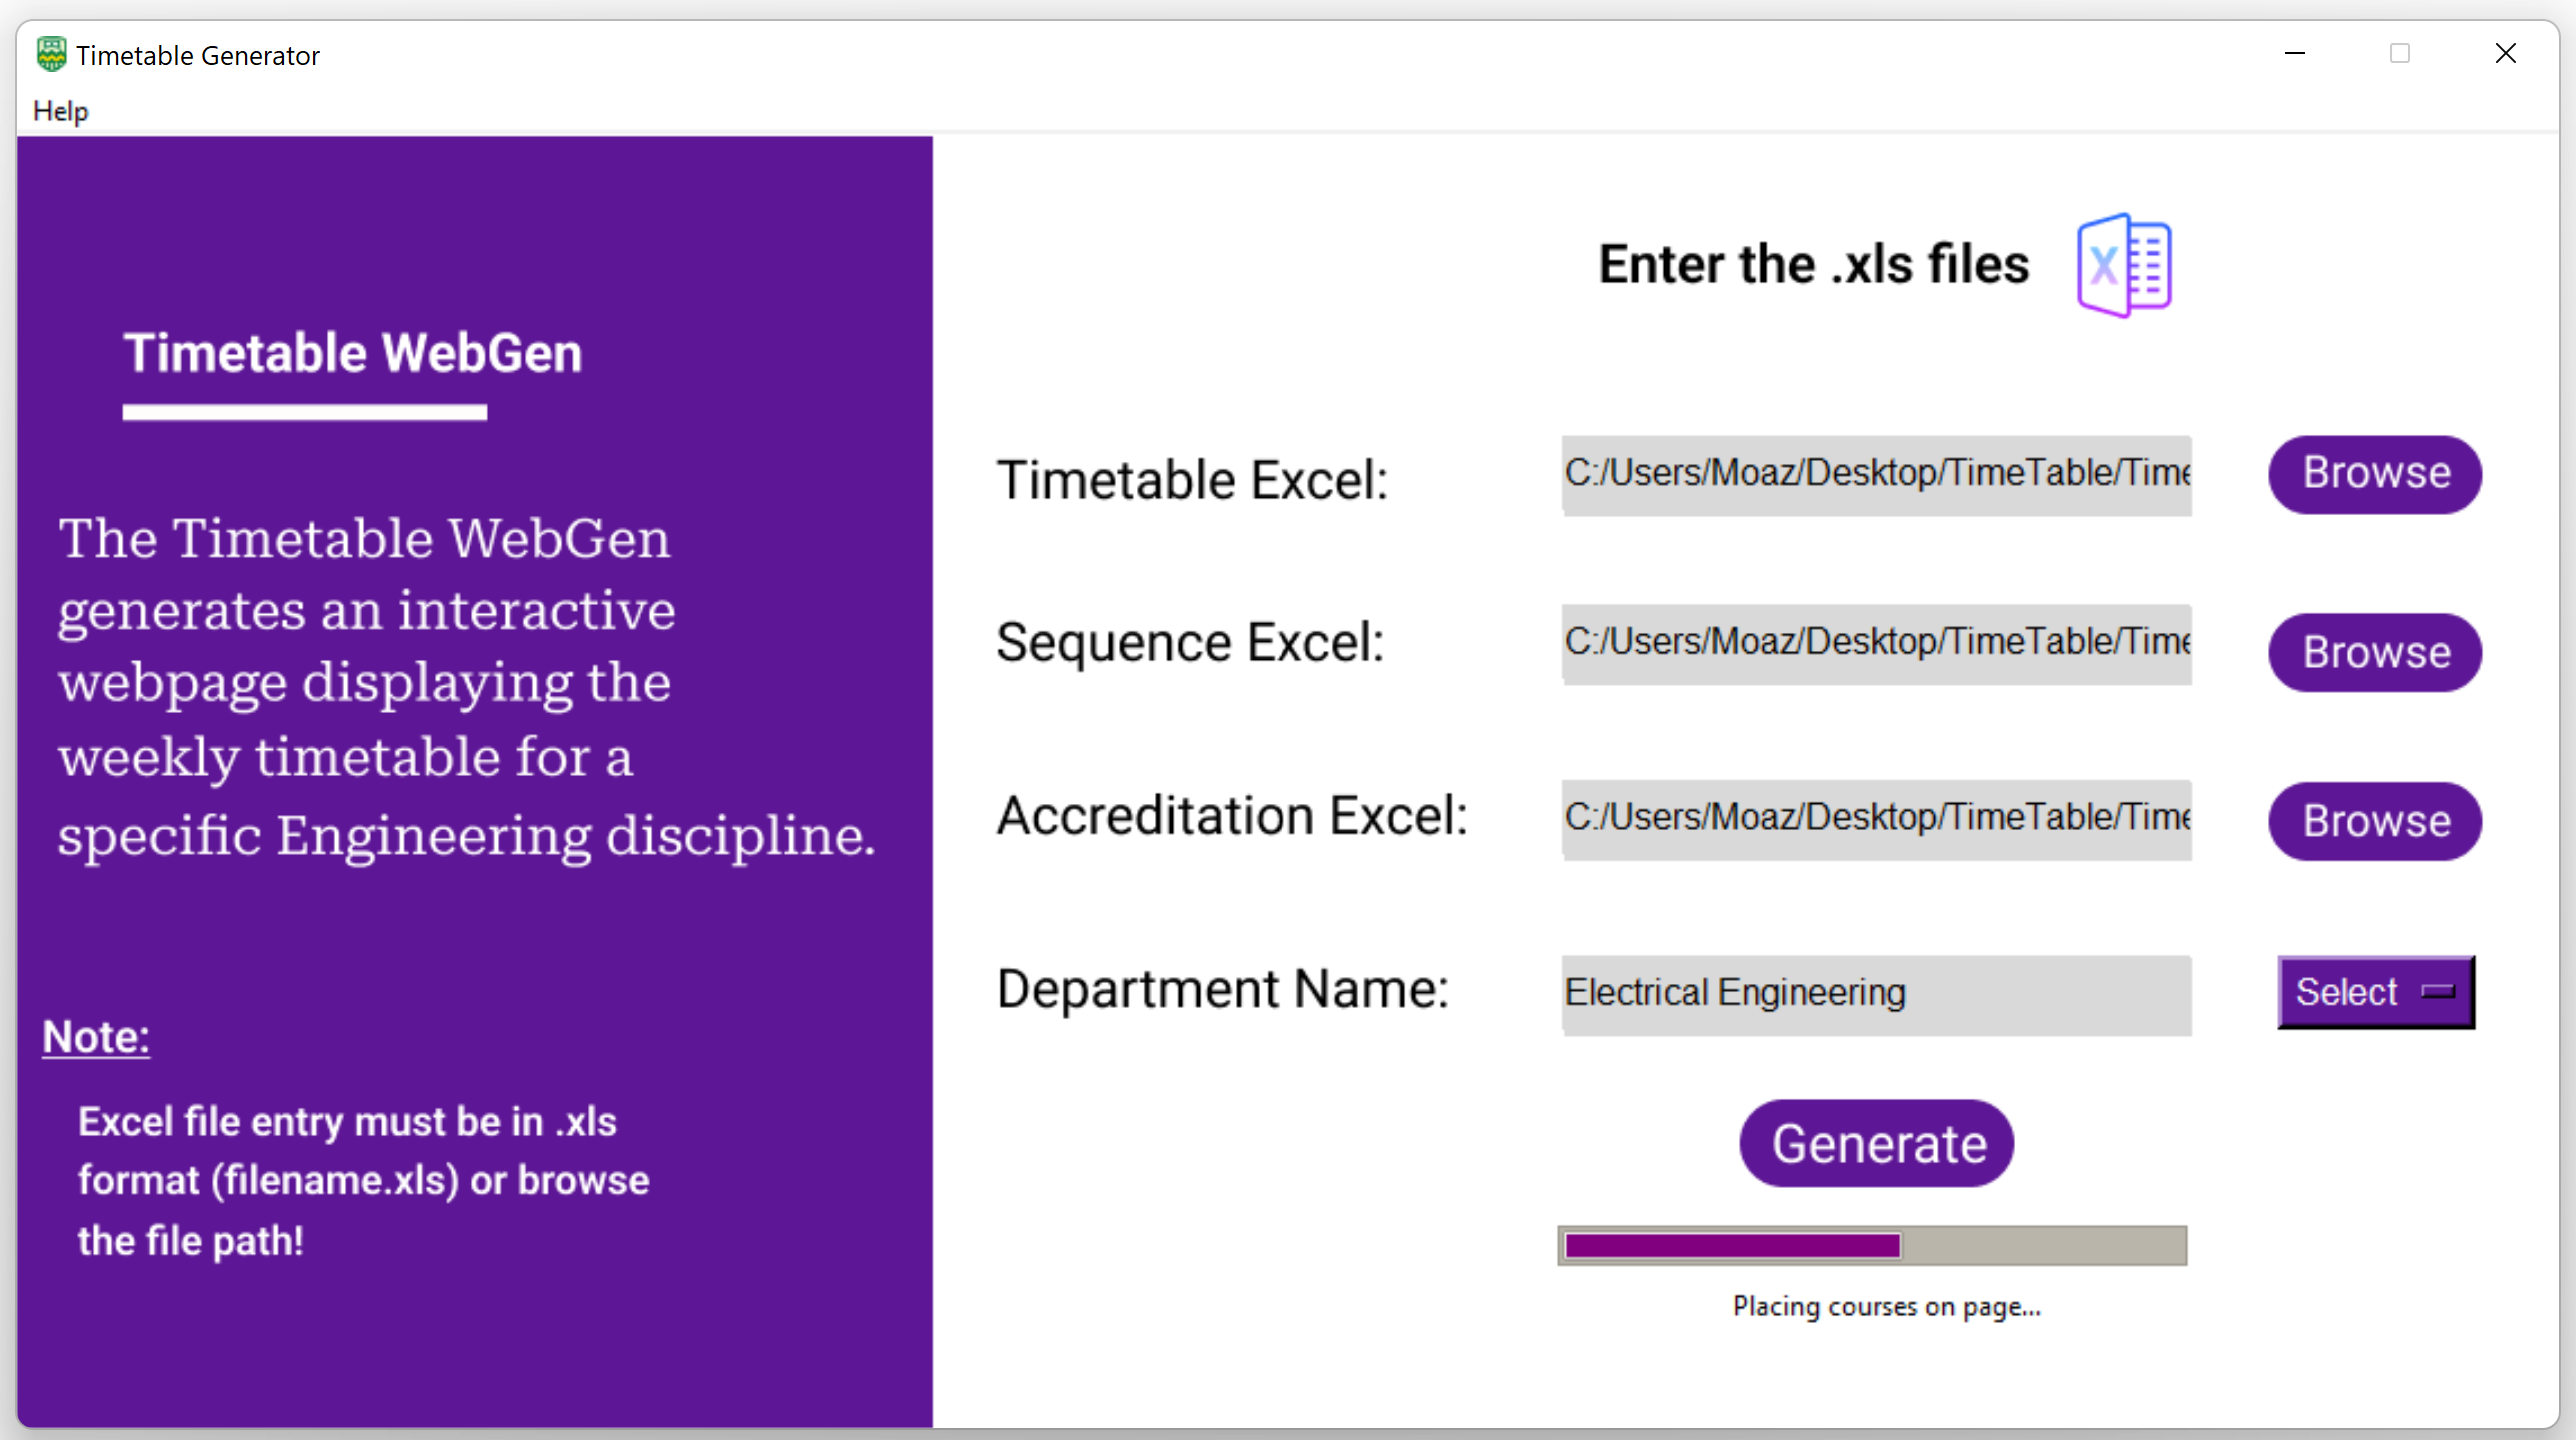 Timetable Generator
Help
Timetable WebGen
The Timetable WebGen
generates an interactive
webpage displaying the
weekly timetable for a
specific Engineering discipline.
Note:
Excel file entry must be in .xls
format (filename.xls) or browse
the file path!
Enter the .xls files
X
Timetable Excel:
C:/Users/Moaz/Desktop/TimeTable/Time
Browse
Sequence Excel:
C:/Users/Moaz/Desktop/TimeTable/Time
Browse
Accreditation Excel:
C:/Users/Moaz/Desktop/TimeTable/Time
Browse
Department Name:
Electrical Engineering
Select
Generate
Placing courses on page...